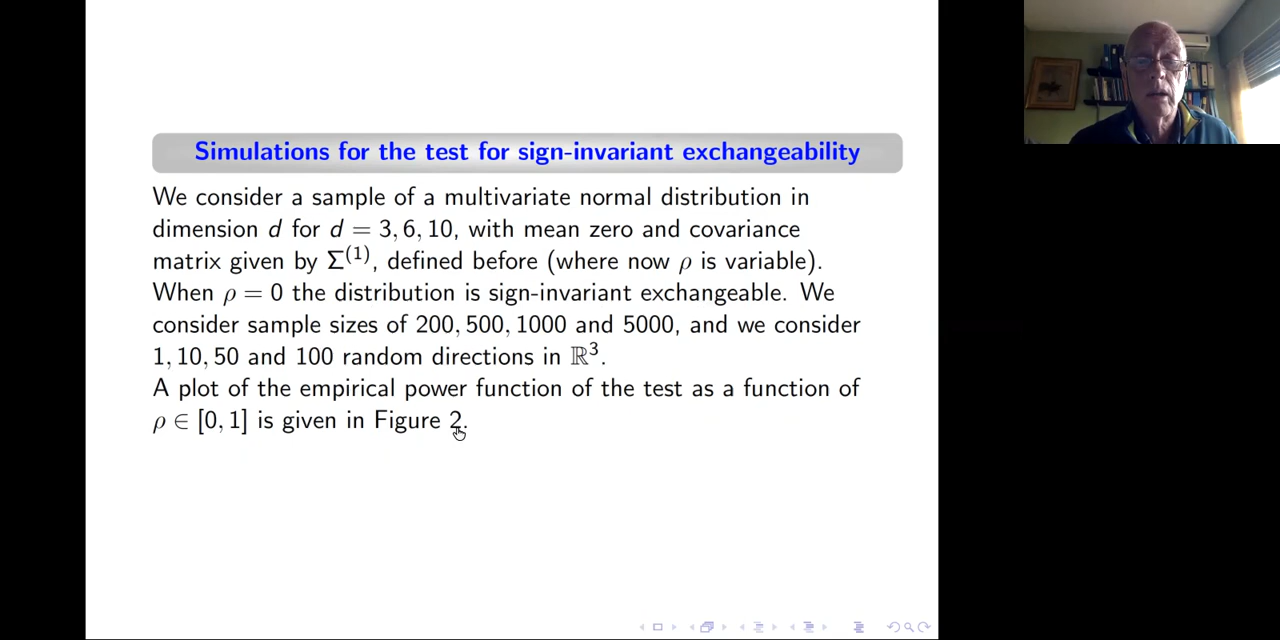 Simulations for the test for sign-invariant exchangeability
We consider a sample of a multivariate normal distribution in
dimension d for d = 3, 6, 10, with mean zero and covariance
matrix given by Σ⁽¹⁾, defined before (where now ρ is variable).
When ρ = 0 the distribution is sign-invariant exchangeable. We
consider sample sizes of 200, 500, 1000 and 5000, and we consider
1, 10, 50 and 100 random directions in ℝ³.
A plot of the empirical power function of the test as a function of
ρ ∈ [0, 1] is given in Figure 2.